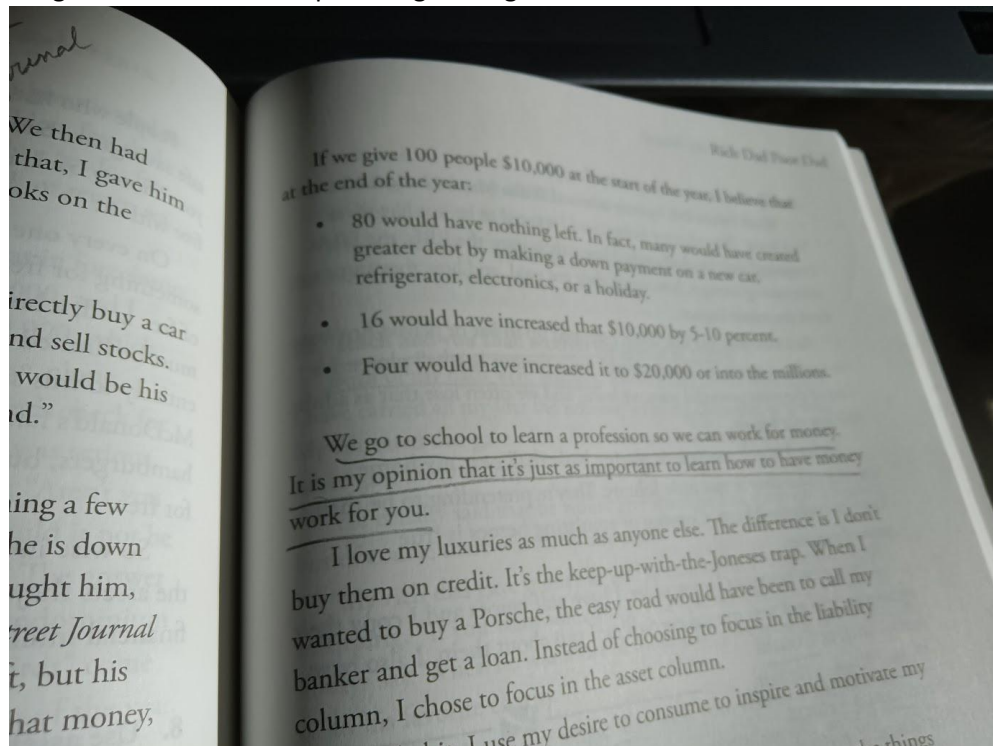 urnal
We then had
that, I gave him
oks on the
irectly buy a car
nd sell stocks.
would be his
nd.”
ing a few
he is down
ught him,
treet Journal
t, but his
hat money,
Rich Dad Poor Dad
If we give 100 people $10,000 at the start of the year, I believe that
at the end of the year:
• 80 would have nothing left. In fact, many would have created
greater debt by making a down payment on a new car,
refrigerator, electronics, or a holiday.
• 16 would have increased that $10,000 by 5-10 percent.
• Four would have increased it to $20,000 or into the millions.
We go to school to learn a profession so we can work for money.
It is my opinion that it’s just as important to learn how to have money
work for you.
I love my luxuries as much as anyone else. The difference is I don’t
buy them on credit. It’s the keep-up-with-the-Joneses trap. When I
wanted to buy a Porsche, the easy road would have been to call my
banker and get a loan. Instead of choosing to focus in the liability
column, I chose to focus in the asset column.
I use my desire to consume to inspire and motivate my
things